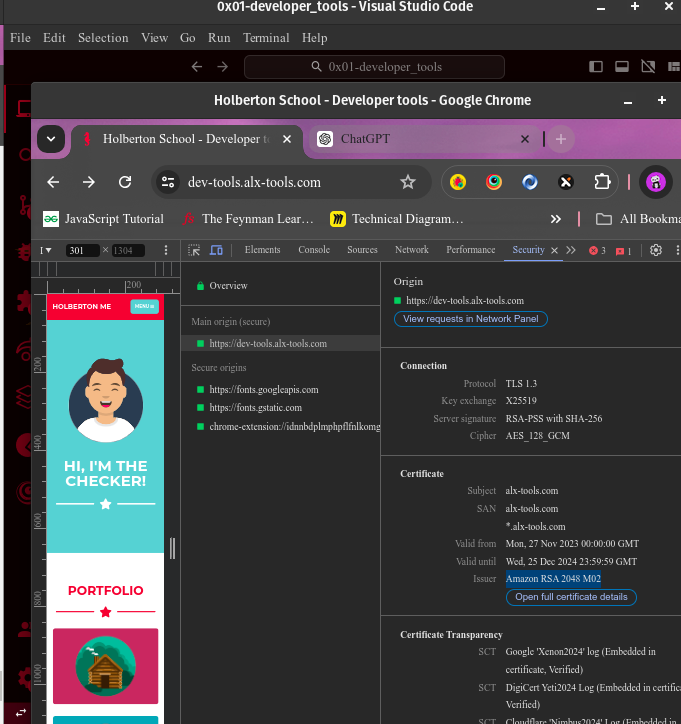 0x01-developer_tools - Visual Studio Code
File Edit Selection View Go Run Terminal Help
0x01-developer_tools
Holberton School - Developer tools - Google Chrome
Holberton School - Developer t
ChatGPT
dev-tools.alx-tools.com
JavaScript Tutorial
The Feynman Lear…
Technical Diagram…
All Bookma
301 × 1304
Elements Console Sources Network Performance Security
3 1
200
200
400
600
800
1000
HOLBERTON ME
MENU
HI, I'M THE
CHECKER!
PORTFOLIO
Overview
Main origin (secure)
https://dev-tools.alx-tools.com
Secure origins
https://fonts.googleapis.com
https://fonts.gstatic.com
chrome-extension://idnnbdplmphpflfnlkomg
Origin
https://dev-tools.alx-tools.com
View requests in Network Panel
Connection
Protocol TLS 1.3
Key exchange X25519
Server signature RSA-PSS with SHA-256
Cipher AES_128_GCM
Certificate
Subject alx-tools.com
SAN alx-tools.com
*.alx-tools.com
Valid from Mon, 27 Nov 2023 00:00:00 GMT
Valid until Wed, 25 Dec 2024 23:59:59 GMT
Issuer Amazon RSA 2048 M02
Open full certificate details
Certificate Transparency
SCT Google 'Xenon2024' log (Embedded in
certificate, Verified)
SCT DigiCert Yeti2024 Log (Embedded in certific
Verified)
SCT Cloudflare 'Nimbus2024' Log (Embedded in